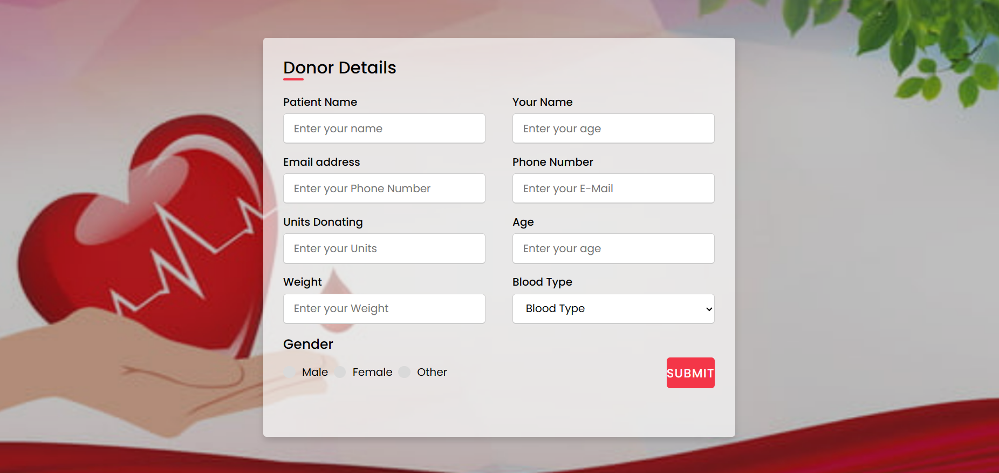 Donor Details
Patient Name
Your Name
Enter your name
Enter your age
Email address
Phone Number
Enter your Phone Number
Enter your E-Mail
Units Donating
Age
Enter your Units
Enter your age
Weight
Blood Type
Enter your Weight
Blood Type
Gender
Male
Female
Other
SUBMIT